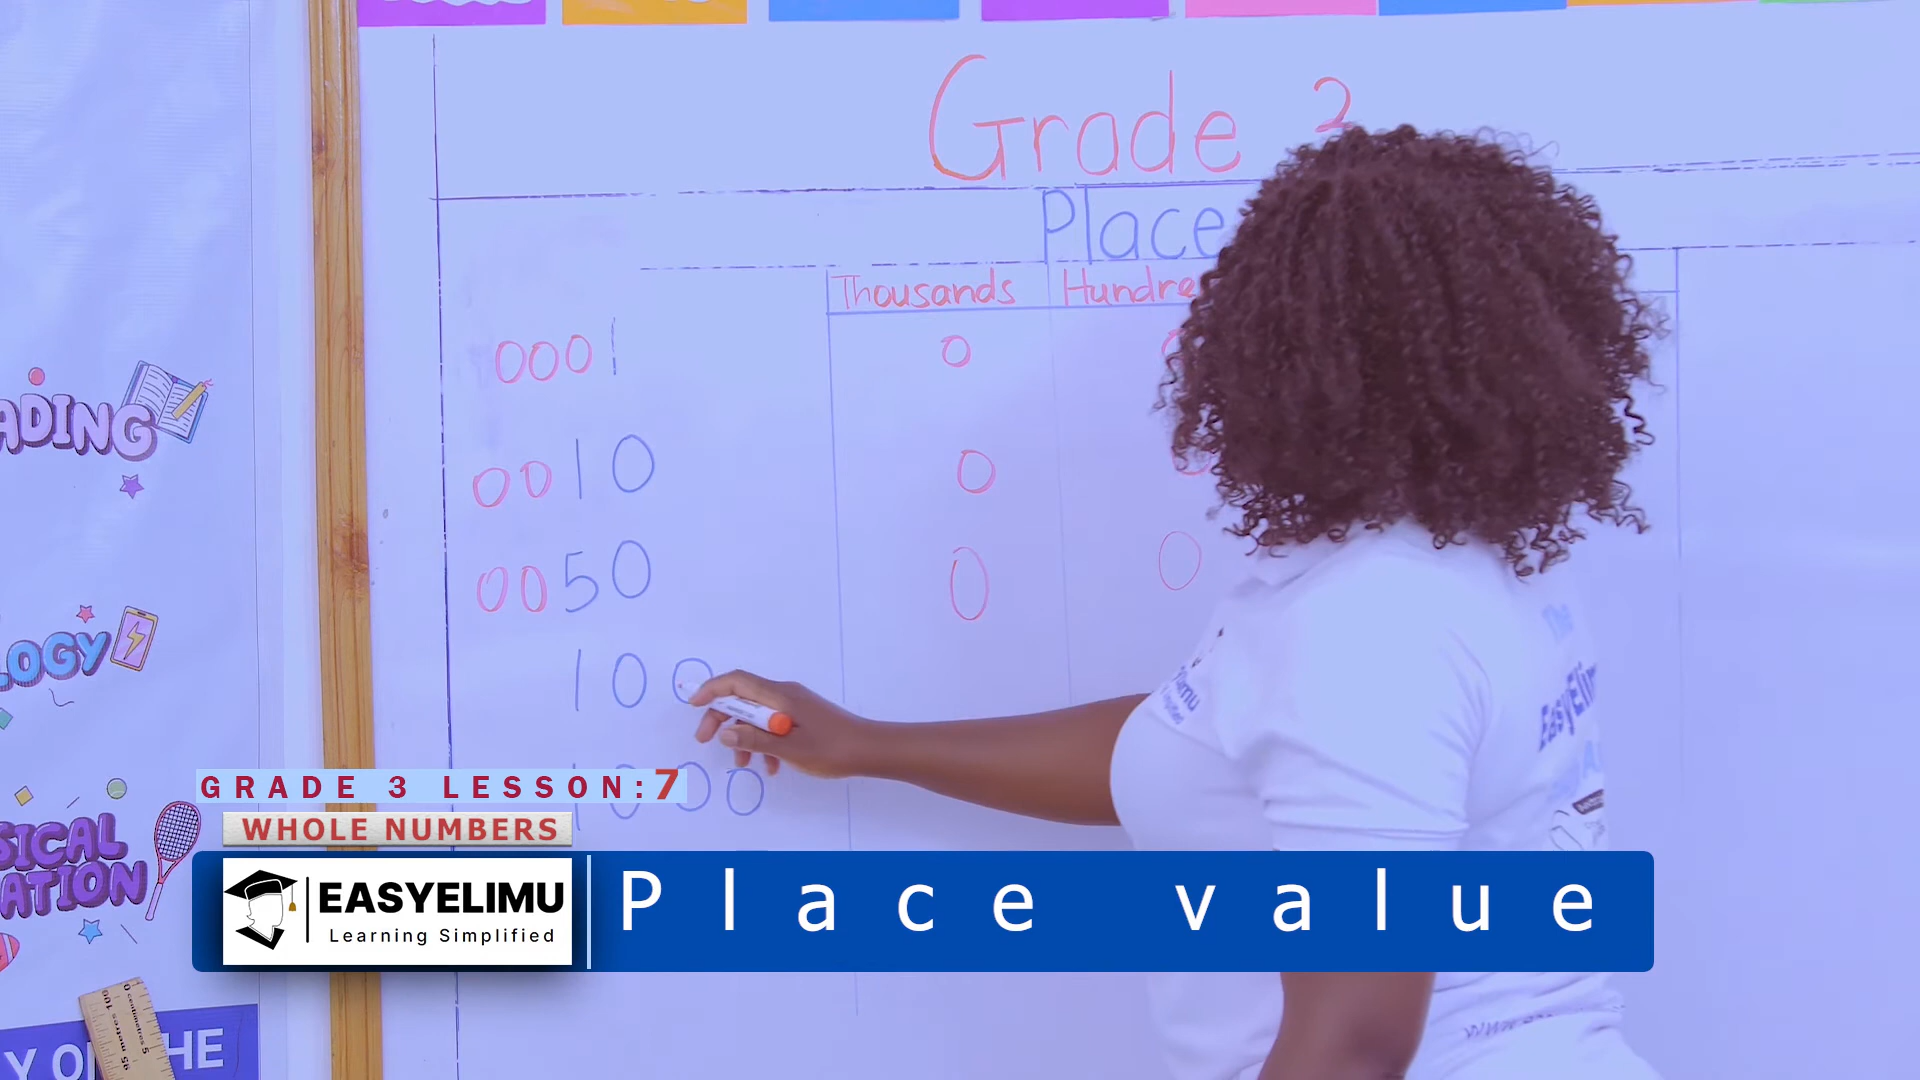 Grade
Place
Thousands Hundre
0001 0
0010 0
0050 0 0
100
1000
ADING
LOGY
SICAL
ATION
GRADE 3 LESSON:7
WHOLE NUMBERS
EASYELIMU
Learning Simplified
Place value